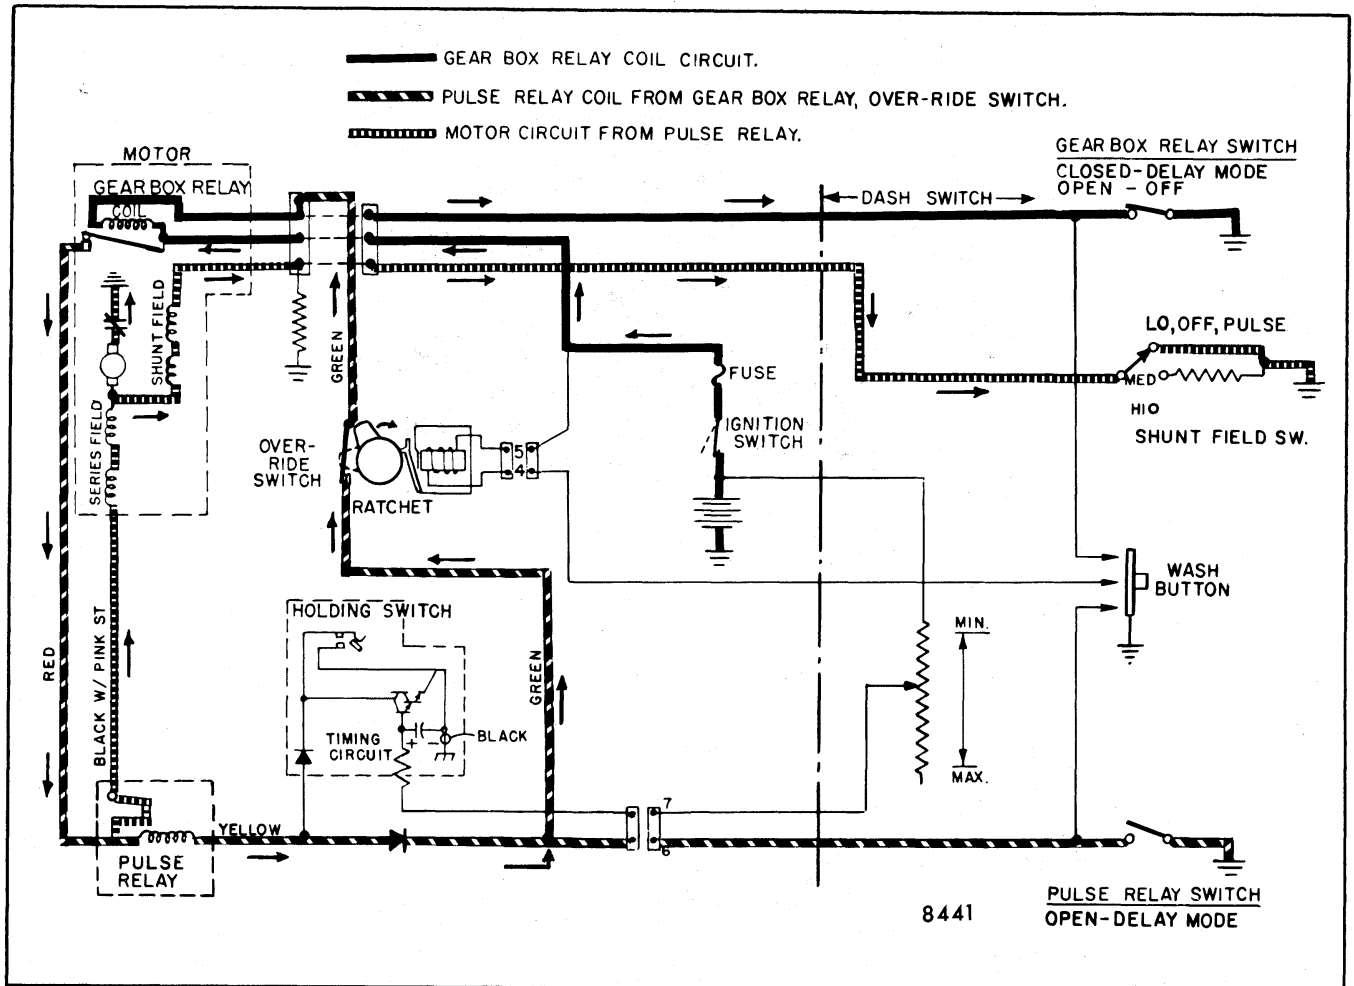 GEAR BOX RELAY COIL CIRCUIT.
PULSE RELAY COIL FROM GEAR BOX RELAY, OVER-RIDE SWITCH.
MOTOR CIRCUIT FROM PULSE RELAY.
MOTOR
GEAR BOX RELAY
COIL
GEAR BOX RELAY SWITCH
CLOSED-DELAY MODE
OPEN - OFF
DASH SWITCH
SHUNT FIELD
GREEN
LO, OFF, PULSE
MED
HI
SHUNT FIELD SW.
FUSE
IGNITION
SWITCH
OVER-
RIDE
SWITCH
SERIES FIELD
RATCHET
5
4
WASH
BUTTON
HOLDING SWITCH
MIN.
MAX.
RED
BLACK W/ PINK ST
GREEN
TIMING
CIRCUIT
+
-
BLACK
7
6
YELLOW
PULSE
RELAY
PULSE RELAY SWITCH
OPEN-DELAY MODE
8441